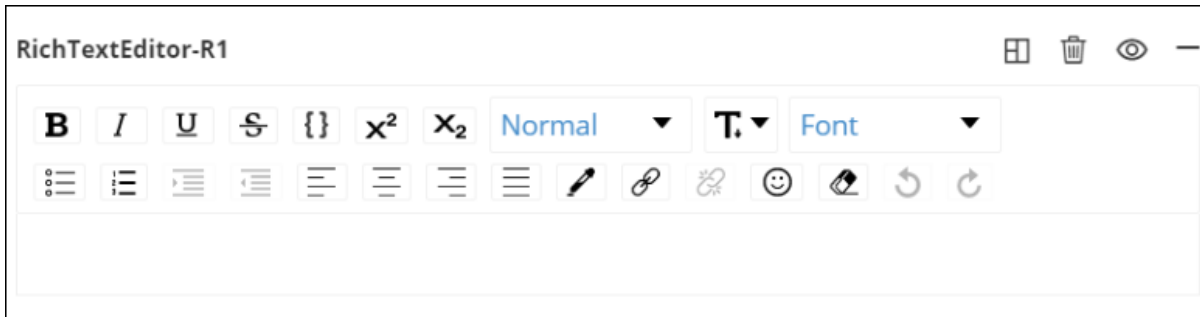 RichTextEditor-R1
B I U S {} x² x₂ Normal T Font